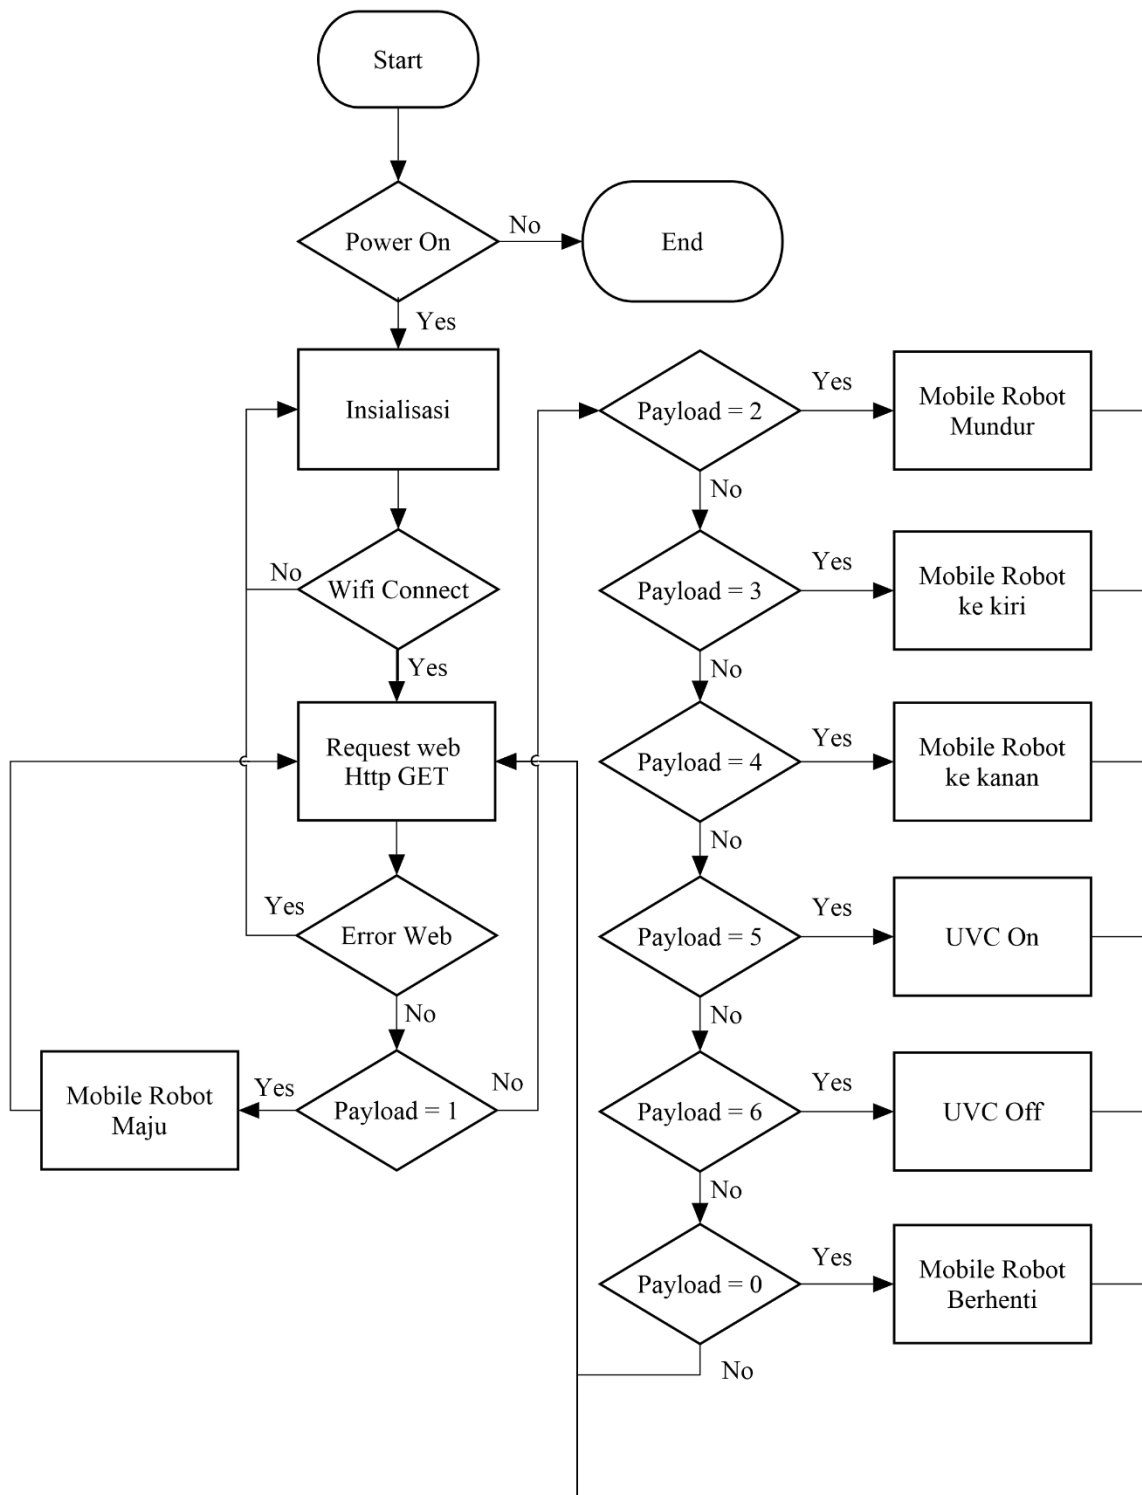 Start
Power On
No
End
Yes
Insialisasi
No
Wifi Connect
Yes
Request web
Http GET
Yes
Error Web
No
Mobile Robot
Maju
Yes
Payload = 1
No
Payload = 2
Yes
Mobile Robot
Mundur
No
Payload = 3
Yes
Mobile Robot
ke kiri
No
Payload = 4
Yes
Mobile Robot
ke kanan
No
Payload = 5
Yes
UVC On
No
Payload = 6
Yes
UVC Off
No
Payload = 0
Yes
Mobile Robot
Berhenti
No